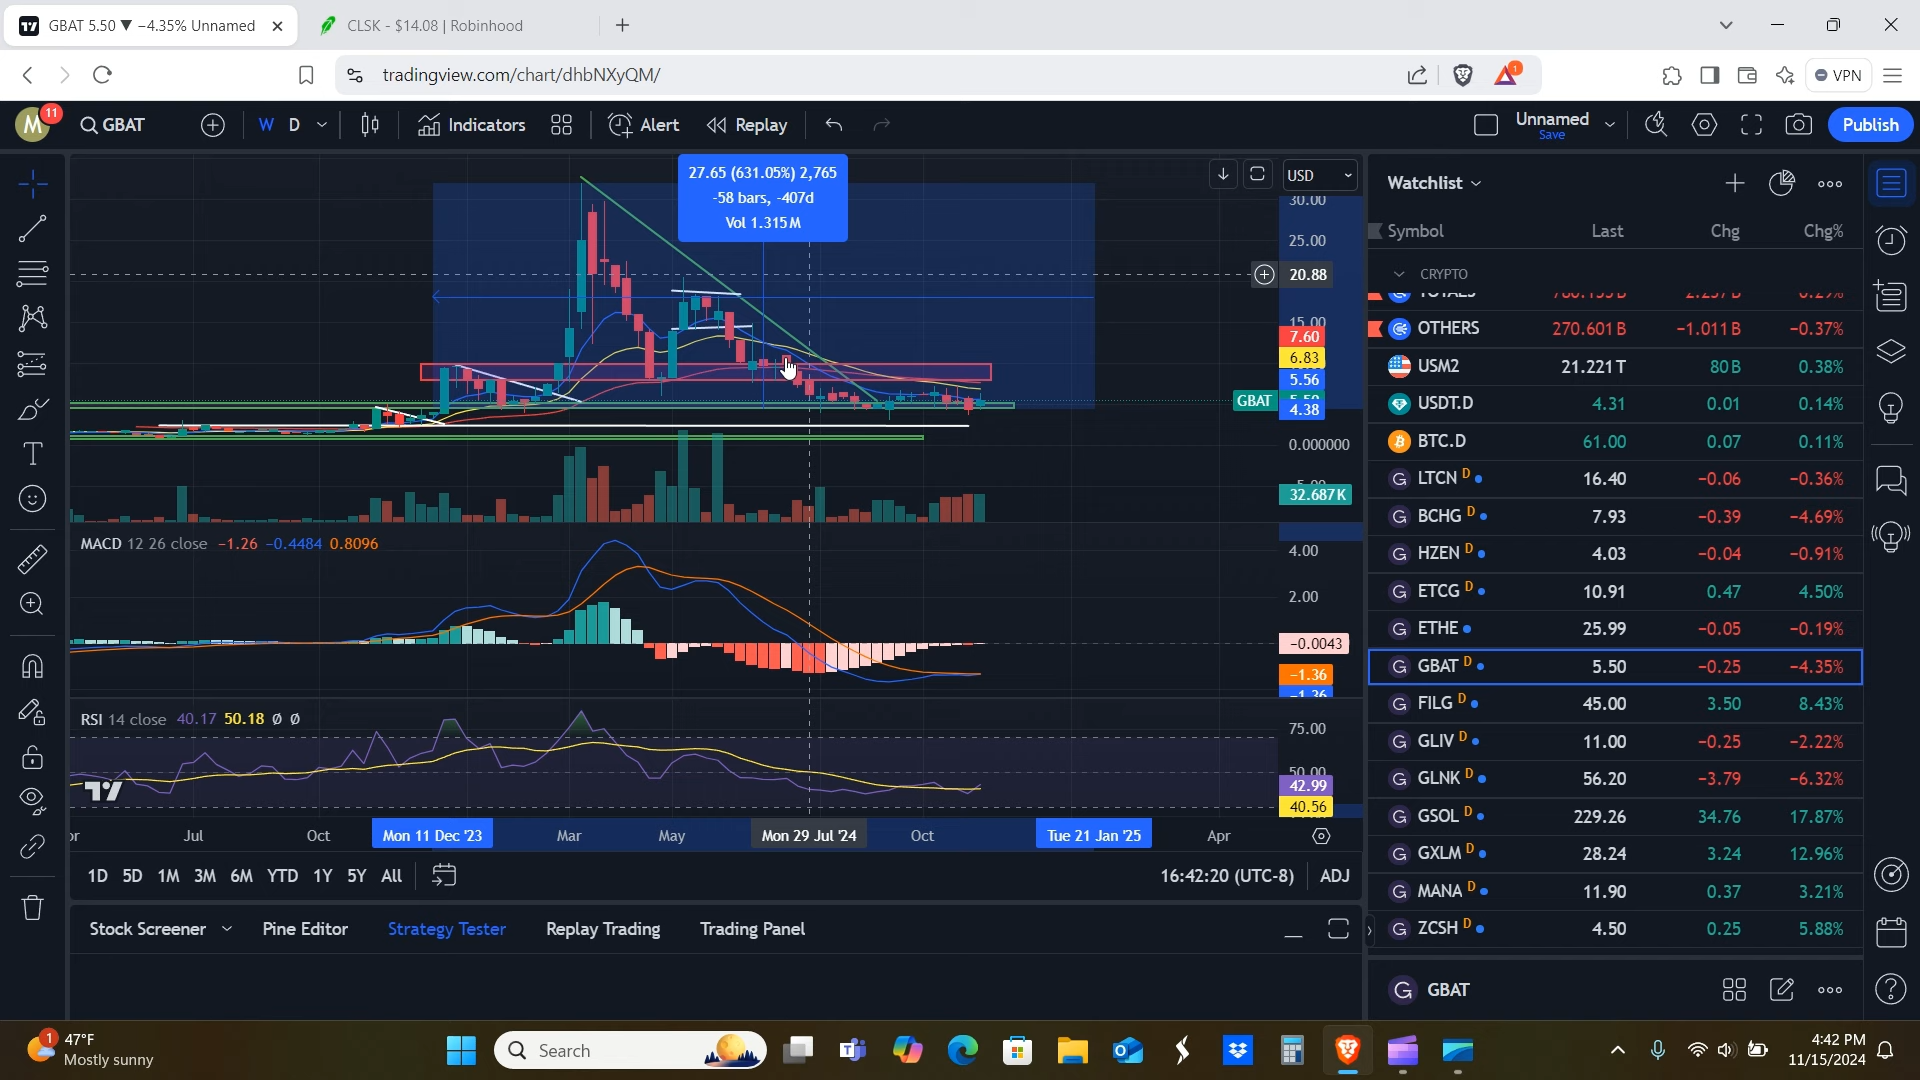 GBAT 5.50 ▼ −4.35% Unnamed
CLSK - $14.08 | Robinhood
tradingview.com/chart/dhbNXyQM/
1
VPN
M
11
GBAT
W D
Indicators
Alert
Replay
Unnamed
Save
Publish
27.65 (631.05%) 2,765
-58 bars, -407d
Vol 1.315M
USD
30.00
25.00
20.88
15.00
7.60
6.83
5.56
GBAT
4.38
0.000000
32.687K
MACD 12 26 close −1.26 −0.4484 0.8096
4.00
2.00
−0.0043
−1.36
−1.36
RSI 14 close 40.17 50.18 Ø Ø
75.00
50.00
42.99
40.56
Jul
Oct
Mon 11 Dec '23
Mar
May
Mon 29 Jul '24
Oct
Tue 21 Jan '25
Apr
1D 5D 1M 3M 6M YTD 1Y 5Y All
16:42:20 (UTC-8)
ADJ
Stock Screener
Pine Editor
Strategy Tester
Replay Trading
Trading Panel
Watchlist
Symbol Last Chg Chg%
CRYPTO
OTHERS 270.601B −1.011B −0.37%
USM2 21.221T 80B 0.38%
USDT.D 4.31 0.01 0.14%
BTC.D 61.00 0.07 0.11%
LTCN D 16.40 −0.06 −0.36%
BCHG D 7.93 −0.39 −4.69%
HZEN D 4.03 −0.04 −0.91%
ETCG D 10.91 0.47 4.50%
ETHE 25.99 −0.05 −0.19%
GBAT D 5.50 −0.25 −4.35%
FILG D 45.00 3.50 8.43%
GLIV D 11.00 −0.25 −2.22%
GLNK D 56.20 −3.79 −6.32%
GSOL D 229.26 34.76 17.87%
GXLM D 28.24 3.24 12.96%
MANA D 11.90 0.37 3.21%
ZCSH D 4.50 0.25 5.88%
GBAT
1
47°F
Mostly sunny
Search
4:42 PM
11/15/2024